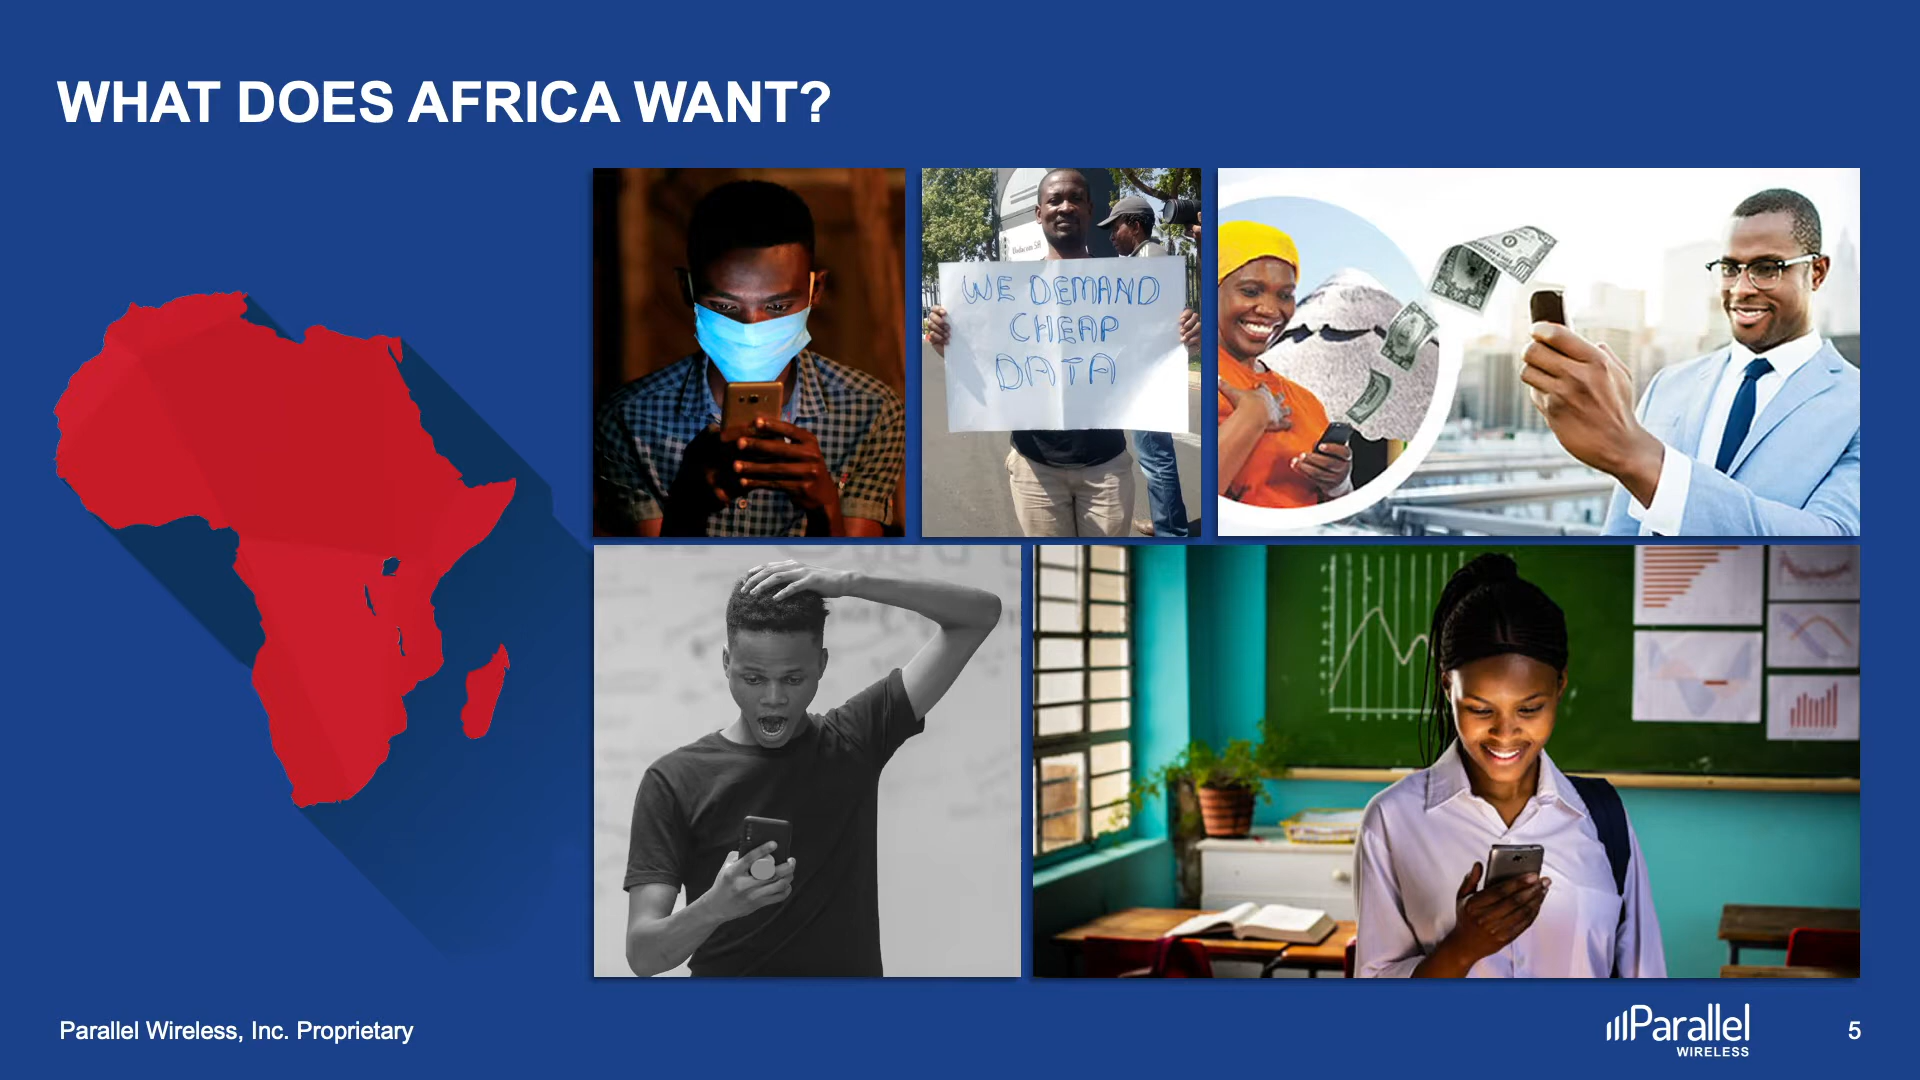 WHAT DOES AFRICA WANT?
WE DEMAND
CHEAP
DATA
Parallel Wireless, Inc. Proprietary
Parallel
WIRELESS
5